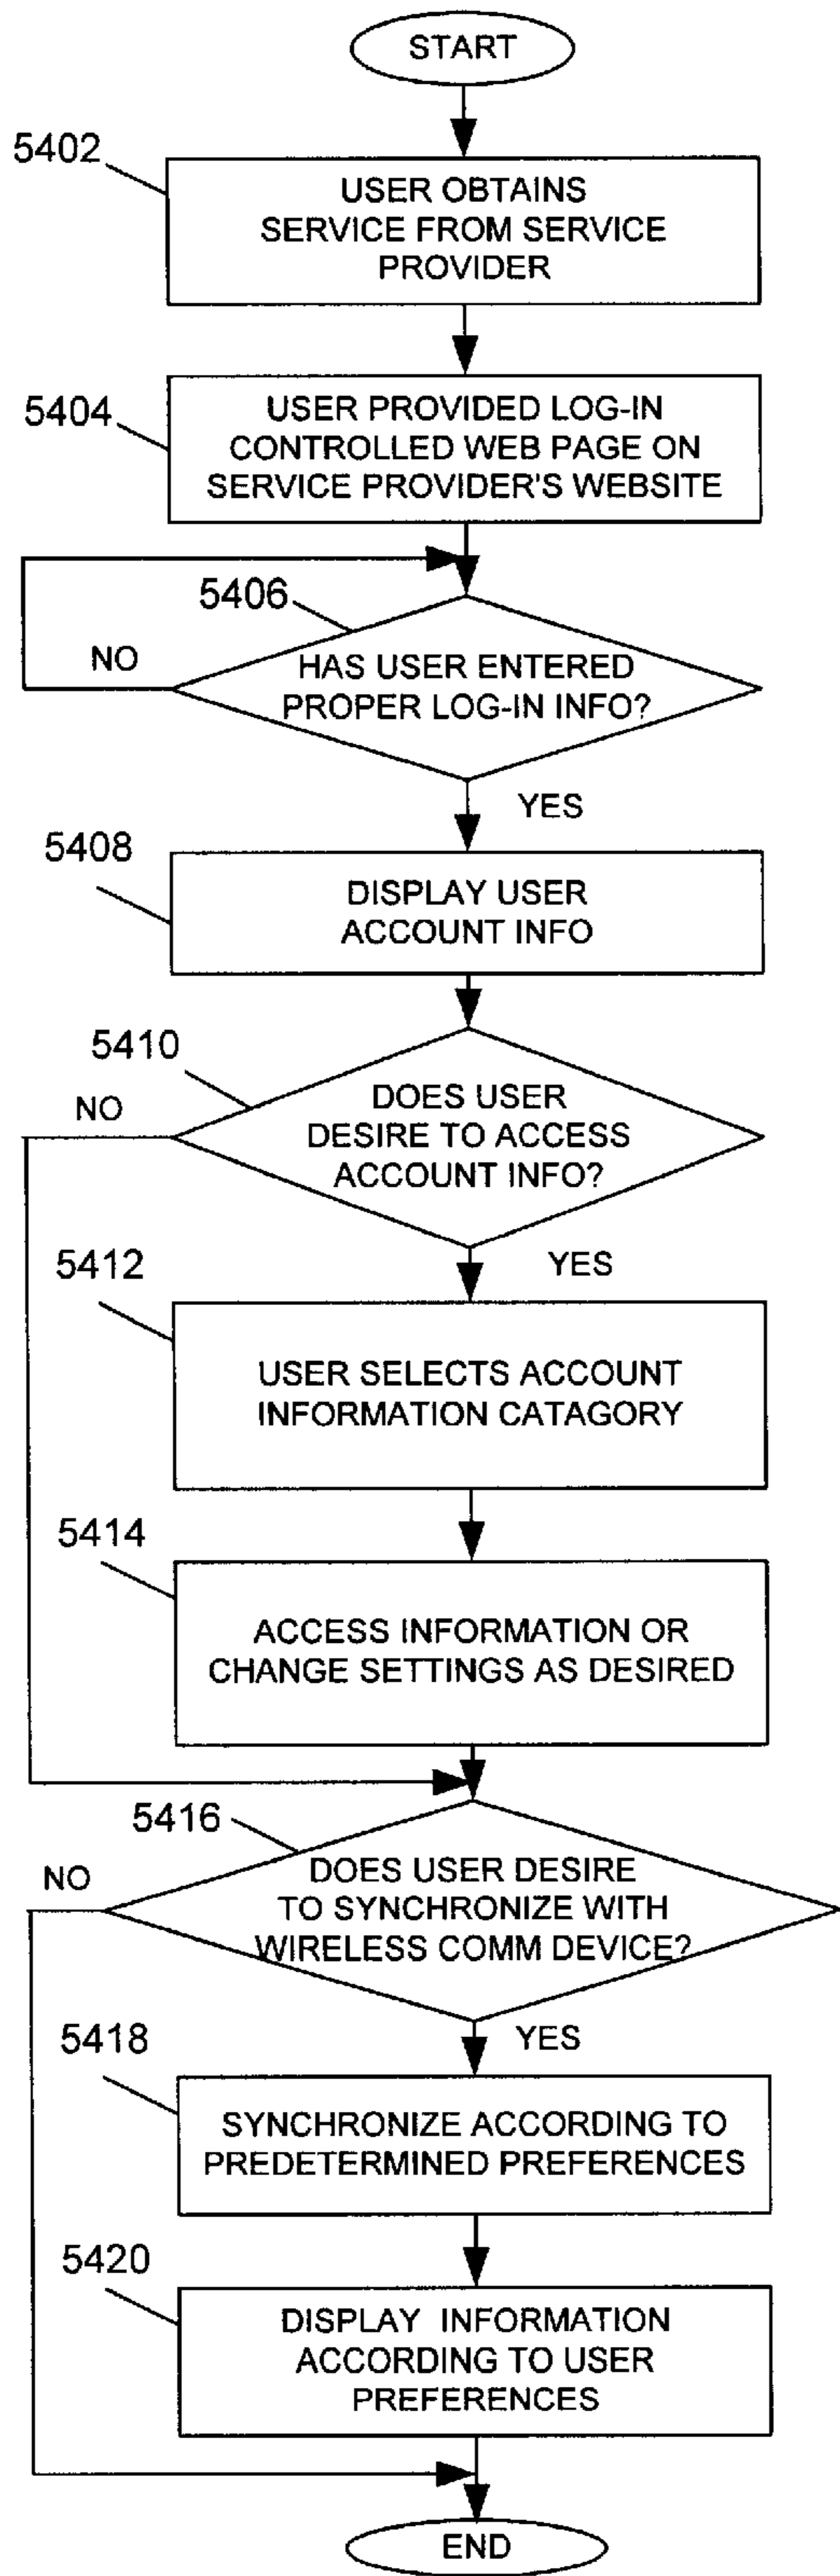 START
5402
USER OBTAINS
SERVICE FROM SERVICE
PROVIDER
5404
USER PROVIDED LOG-IN
CONTROLLED WEB PAGE ON
SERVICE PROVIDER'S WEBSITE
5406
NO
HAS USER ENTERED
PROPER LOG-IN INFO?
YES
5408
DISPLAY USER
ACCOUNT INFO
5410
NO
DOES USER
DESIRE TO ACCESS
ACCOUNT INFO?
YES
5412
USER SELECTS ACCOUNT
INFORMATION CATAGORY
5414
ACCESS INFORMATION OR
CHANGE SETTINGS AS DESIRED
5416
NO
DOES USER DESIRE
TO SYNCHRONIZE WITH
WIRELESS COMM DEVICE?
YES
5418
SYNCHRONIZE ACCORDING TO
PREDETERMINED PREFERENCES
5420
DISPLAY INFORMATION
ACCORDING TO USER
PREFERENCES
END